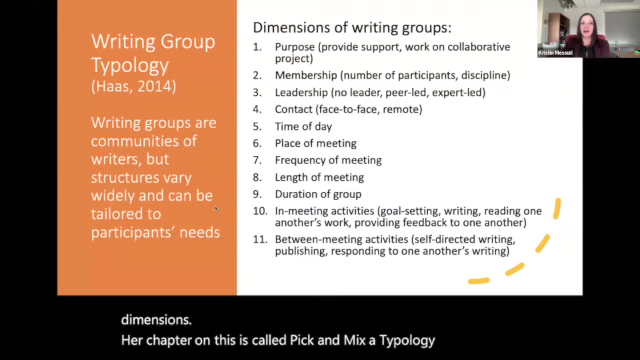 Writing Group
Typology
(Haas, 2014)
Writing groups are
communities of
writers, but
structures vary
widely and can be
tailored to
participants' needs
Dimensions of writing groups:
1. Purpose (provide support, work on collaborative
project)
2. Membership (number of participants, discipline)
3. Leadership (no leader, peer-led, expert-led)
4. Contact (face-to-face, remote)
5. Time of day
6. Place of meeting
7. Frequency of meeting
8. Length of meeting
9. Duration of group
10. In-meeting activities (goal-setting, writing, reading one
another's work, providing feedback to one another)
11. Between-meeting activities (self-directed writing,
publishing, responding to one another's writing)
Kristin Messuri
dimensions.
Her chapter on this is called Pick and Mix a Typology